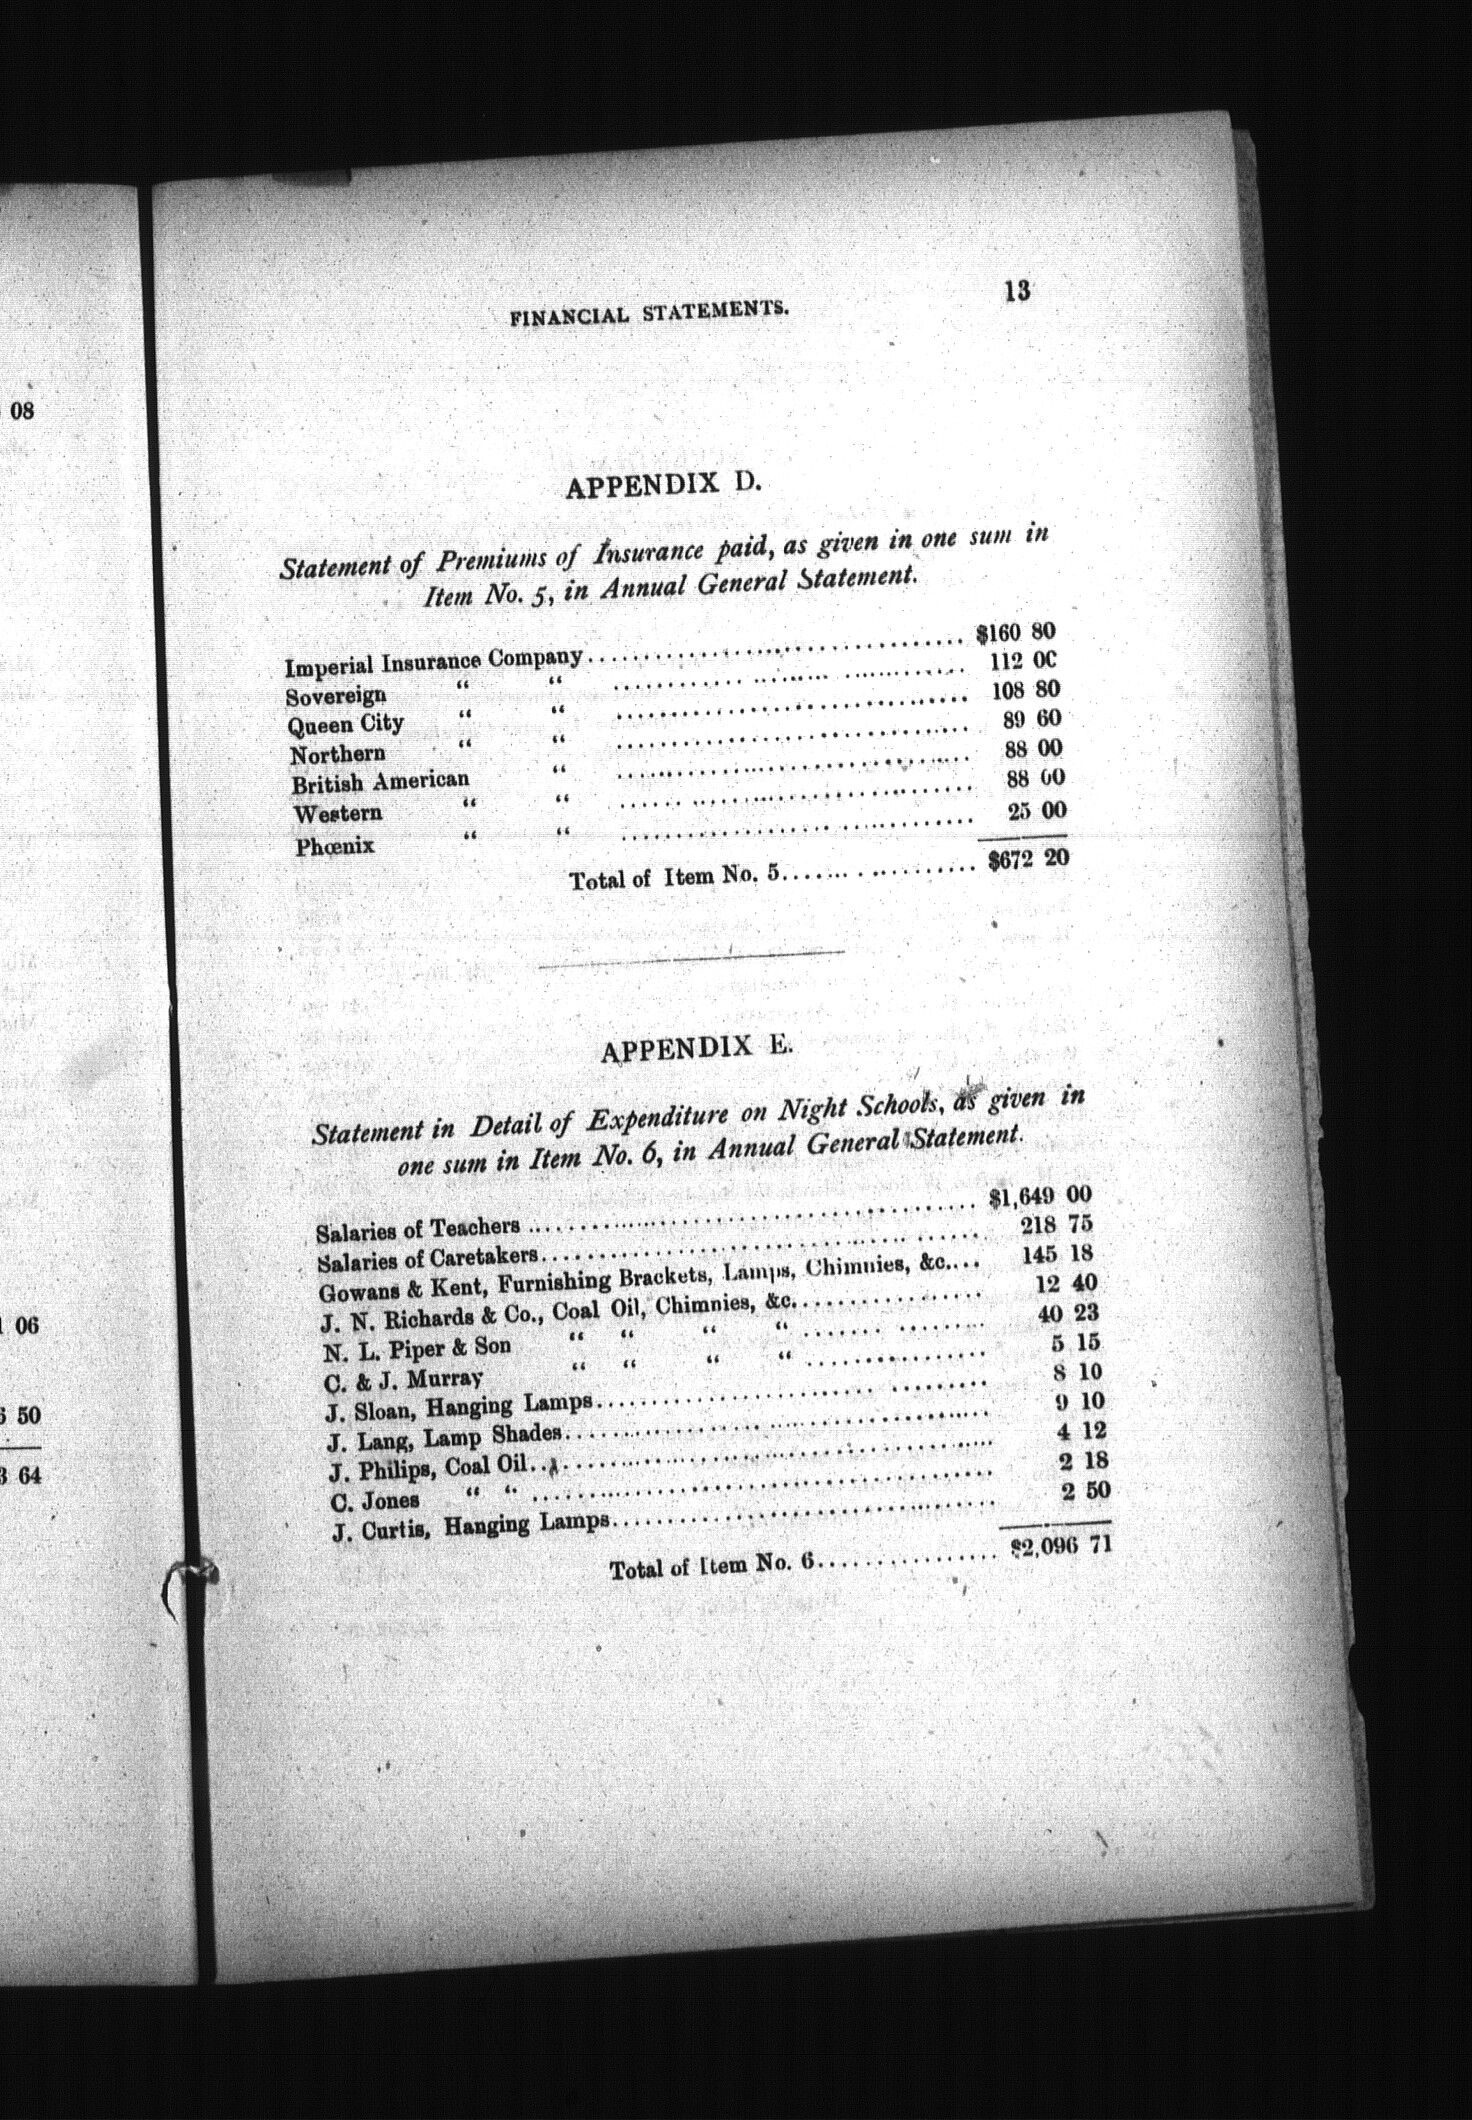 08
06
50
64
FINANCIAL STATEMENTS. 13
APPENDIX D.
Statement of Premiums of Insurance paid, as given in one sum in
Item No. 5, in Annual General Statement.
Imperial Insurance Company.................................. $160 80
Sovereign “ “ .................................. 112 00
Queen City “ “ .................................. 108 80
Northern “ “ .................................. 89 60
British American “ .................................. 88 00
Western “ “ .................................. 88 00
Phœnix “ “ .................................. 25 00
Total of Item No. 5.................... $672 20
APPENDIX E.
Statement in Detail of Expenditure on Night Schools, as given in
one sum in Item No. 6, in Annual General Statement.
Salaries of Teachers .................................. $1,649 00
Salaries of Caretakers.................................. 218 75
Gowans & Kent, Furnishing Brackets, Lamps, Chimnies, &c.... 145 18
J. N. Richards & Co., Coal Oil, Chimnies, &c.................. 12 40
N. L. Piper & Son “ “ “ “ .................. 40 23
C. & J. Murray “ “ “ “ .................. 5 15
J. Sloan, Hanging Lamps.................................. 8 10
J. Lang, Lamp Shades.................................. 9 10
J. Philips, Coal Oil.................................. 4 12
C. Jones “ “ .................................. 2 18
J. Curtis, Hanging Lamps.................................. 2 50
Total of Item No. 6.................. $2,096 71